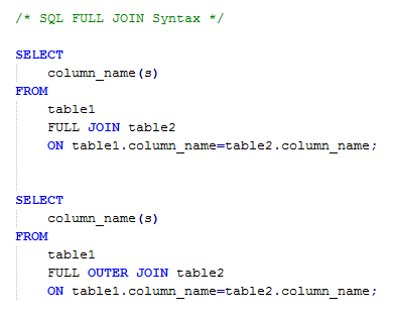 /* SQL FULL JOIN Syntax */
SELECT
column_name(s)
FROM
table1
FULL JOIN table2
ON table1.column_name=table2.column_name;
SELECT
column_name(s)
FROM
table1
FULL OUTER JOIN table2
ON table1.column_name=table2.column_name;